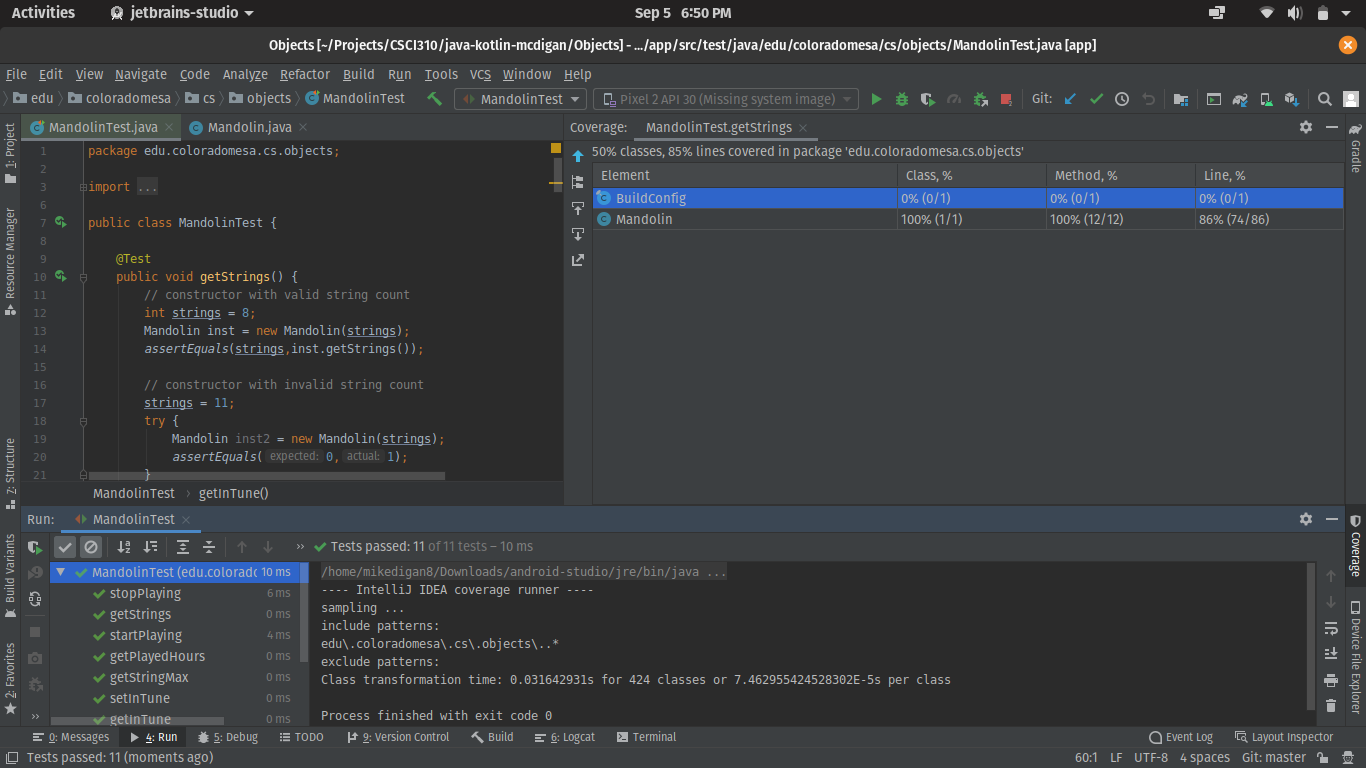 Activities jetbrains-studio Sep 5 6:50 PM
Objects [~/Projects/CSCI310/java-kotlin-mcdigan/Objects] - .../app/src/test/java/edu/coloradomesa/cs/objects/MandolinTest.java [app]
File Edit View Navigate Code Analyze Refactor Build Run Tools VCS Window Help
edu coloradomesa cs objects MandolinTest MandolinTest Pixel 2 API 30 (Missing system image) Git:
MandolinTest.java Mandolin.java
1 package edu.coloradomesa.cs.objects;
2
3 import ...
6
7 public class MandolinTest {
8
9 @Test
10 public void getStrings() {
11 // constructor with valid string count
12 int strings = 8;
13 Mandolin inst = new Mandolin(strings);
14 assertEquals(strings,inst.getStrings());
15
16 // constructor with invalid string count
17 strings = 11;
18 try {
19 Mandolin inst2 = new Mandolin(strings);
20 assertEquals( expected: 0, actual: 1);
21 }
MandolinTest › getInTune()
Coverage: MandolinTest.getStrings
50% classes, 85% lines covered in package 'edu.coloradomesa.cs.objects'
Element Class, % Method, % Line, %
BuildConfig 0% (0/1) 0% (0/1) 0% (0/1)
Mandolin 100% (1/1) 100% (12/12) 86% (74/86)
1: Project
Resource Manager
7: Structure
Build Variants
2: Favorites
Gradle
Coverage
Device File Explorer
Run: MandolinTest
» Tests passed: 11 of 11 tests – 10 ms
MandolinTest (edu.colorado 10 ms
stopPlaying 6 ms
getStrings 0 ms
startPlaying 4 ms
getPlayedHours 0 ms
getStringMax 0 ms
setInTune 0 ms
getInTune 0 ms
»
/home/mikedigan8/Downloads/android-studio/jre/bin/java ...
---- IntelliJ IDEA coverage runner ----
sampling ...
include patterns:
edu\.coloradomesa\.cs\.objects\..*
exclude patterns:
Class transformation time: 0.031642931s for 424 classes or 7.462955424528302E-5s per class
Process finished with exit code 0
0: Messages 4: Run 5: Debug TODO 9: Version Control Build 6: Logcat Terminal Event Log Layout Inspector
Tests passed: 11 (moments ago) 60:1 LF UTF-8 4 spaces Git: master